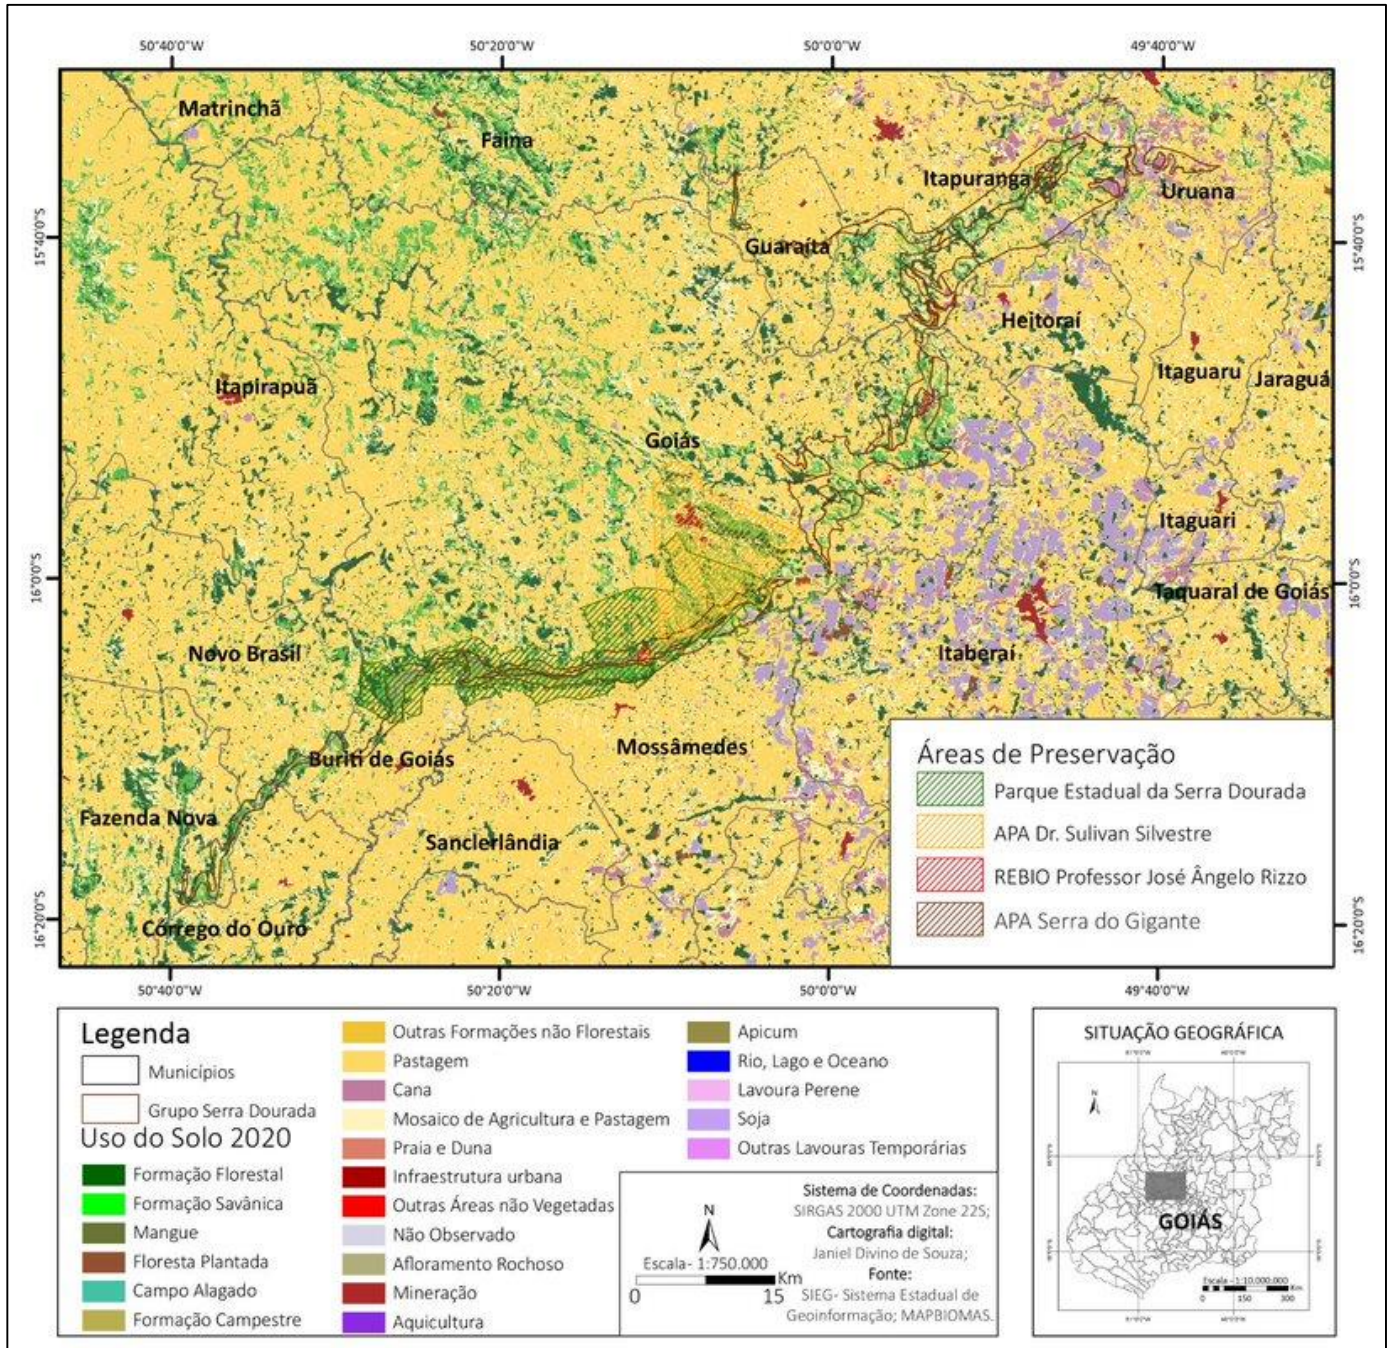 50°40'0"W
50°20'0"W
50°0'0"W
49°40'0"W
Matrinchã
Faina
Itapuranga
Uruana
15°40'0"S
Guaraíta
15°40'0"S
Heitoraí
Itapirapuã
Itaguaru
Jaraguá
Goiás
Itaguari
16°0'0"S
Taquaral de Goiás
16°0'0"S
Novo Brasil
Itaberaí
Mossâmedes
Buriti de Goiás
Fazenda Nova
Sanclerlândia
16°20'0"S
Córrego do Ouro
16°20'0"S
Áreas de Preservação
Parque Estadual da Serra Dourada
APA Dr. Sulivan Silvestre
REBIO Professor José Ângelo Rizzo
APA Serra do Gigante
50°40'0"W
50°20'0"W
50°0'0"W
49°40'0"W
Legenda
Municípios
Grupo Serra Dourada
Uso do Solo 2020
Formação Florestal
Formação Savânica
Mangue
Floresta Plantada
Campo Alagado
Formação Campestre
Outras Formações não Florestais
Pastagem
Cana
Mosaico de Agricultura e Pastagem
Praia e Duna
Infraestrutura urbana
Outras Áreas não Vegetadas
Não Observado
Afloramento Rochoso
Mineração
Aquicultura
Apicum
Rio, Lago e Oceano
Lavoura Perene
Soja
Outras Lavouras Temporárias
N
Escala- 1:750.000
Km
0 15
Sistema de Coordenadas:
SIRGAS 2000 UTM Zone 22S;
Cartografia digital:
Janiel Divino de Souza;
Fonte:
SIEG- Sistema Estadual de
Geoinformação; MAPBIOMAS.
SITUAÇÃO GEOGRÁFICA
N
GOIÁS
Escala - 1:10.000.000
Km
0 150 300